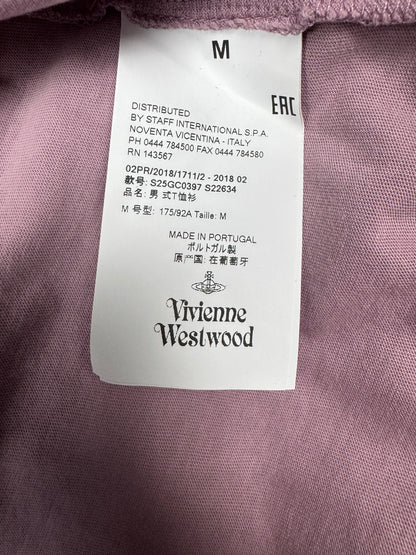 M
EAC
DISTRIBUTED
BY STAFF INTERNATIONAL S.P.A.
NOVENTA VICENTINA - ITALY
PH 0444 784500 FAX 0444 784580
RN 143567
02PR/2018/1711/2 - 2018 02
款号: S25GC0397 S22634
品名: 男式T恤衫
M 号型: 175/92A Taille: M
MADE IN PORTUGAL
ポルトガル製
原产国: 在葡萄牙
Vivienne
Westwood